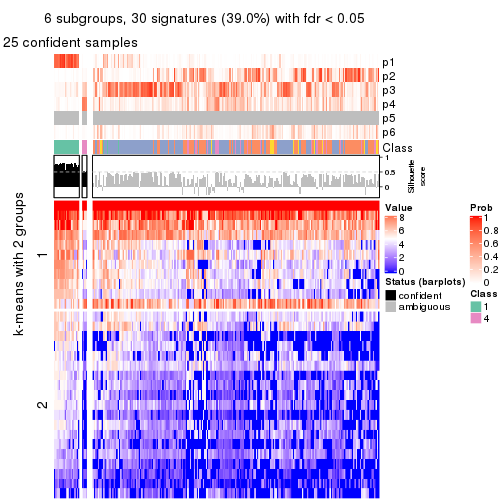 6 subgroups, 30 signatures (39.0%) with fdr < 0.05
25 confident samples
p1
p2
p3
p4
p5
p6
Class
1
0.5
0
Silhouette
score
k-means with 2 groups
1
2
Value
8
6
4
2
0
Status (barplots)
confident
ambiguous
Prob
1
0.8
0.6
0.4
0.2
0
Class
1
4